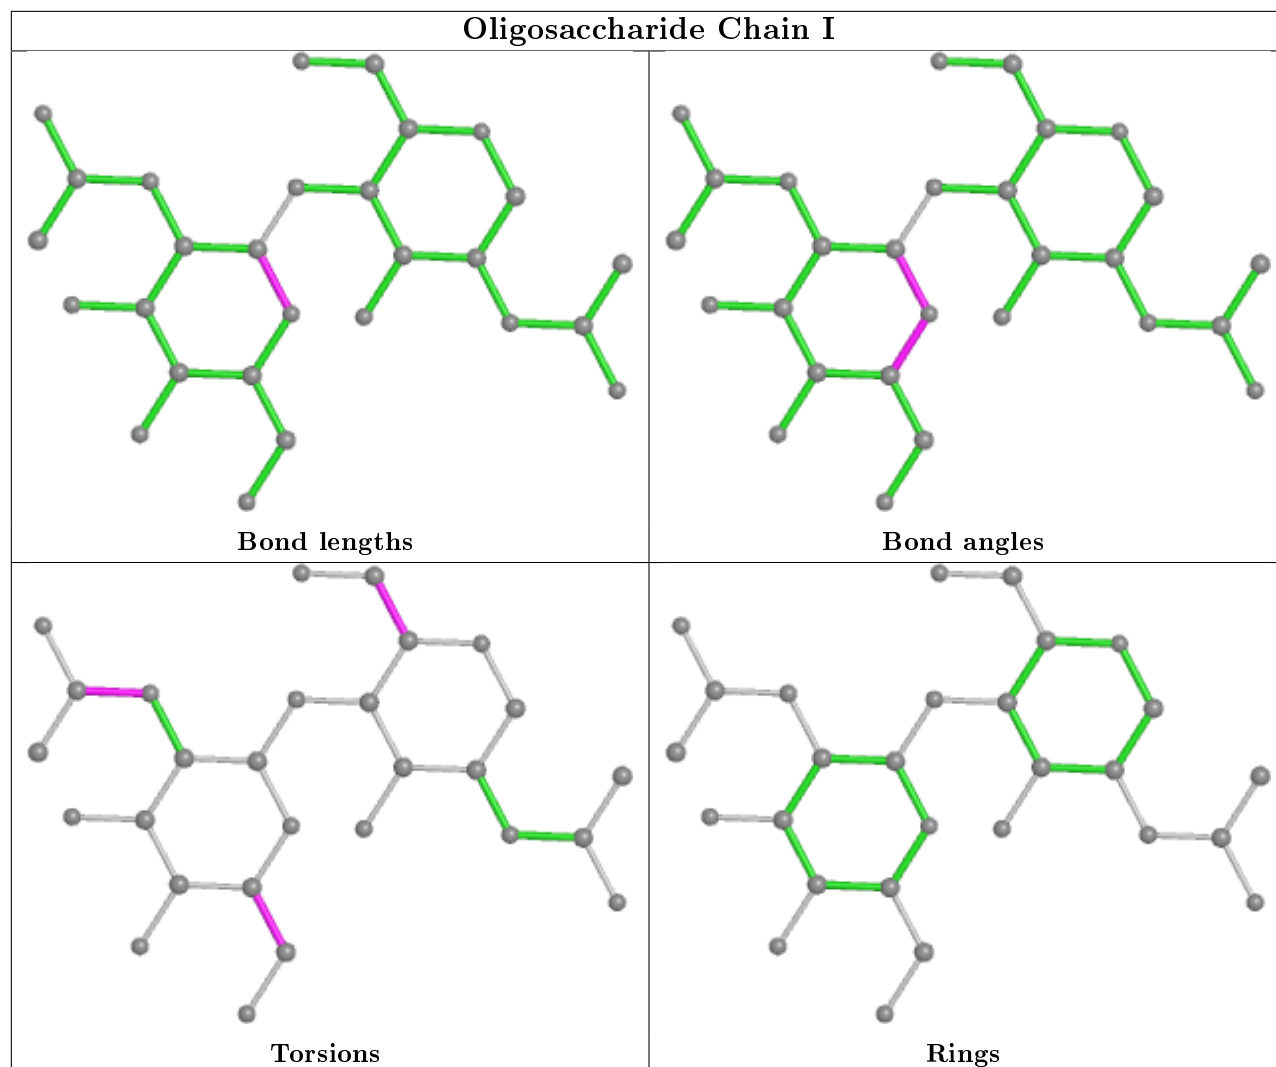 Oligosaccharide Chain I
Bond lengths
Bond angles
Torsions
Rings